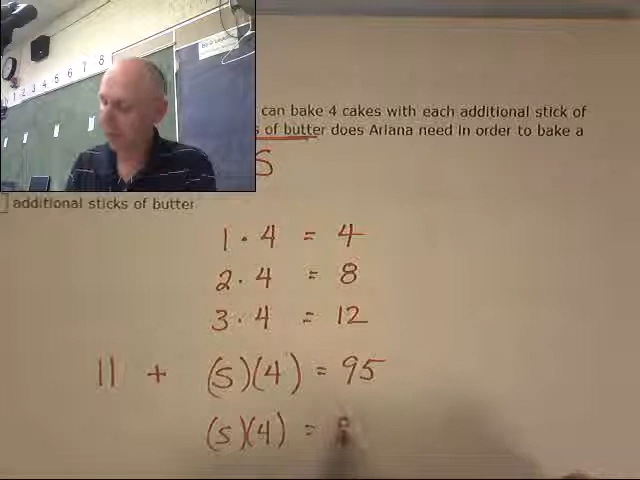 1 2 3 4 5 6 7 8
can bake 4 cakes with each additional stick of
of butter does Ariana need in order to bake a
S
additional sticks of butter
1 · 4 = 4
2 · 4 = 8
3 · 4 = 12
11 + (s)(4) = 95
(s)(4) =